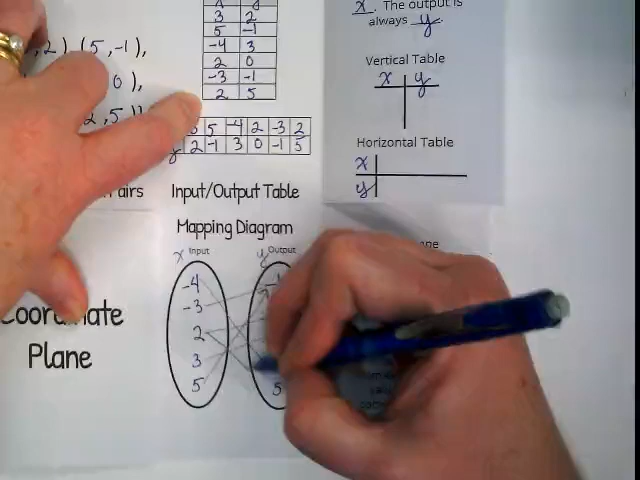 x y
3 2
5 -1
-4 3
2 0
-3 -1
2 5
,2) (5,-1),
0),
2,5)}
5 -4 2 -3 2
y 2 -1 3 0 -1 5
airs
Input/Output Table
Mapping Diagram
x Input
y Output
-4
-3
2
3
5
5
Coordinate
Plane
x. The output is
always y.
Vertical Table
x y
Horizontal Table
x
y